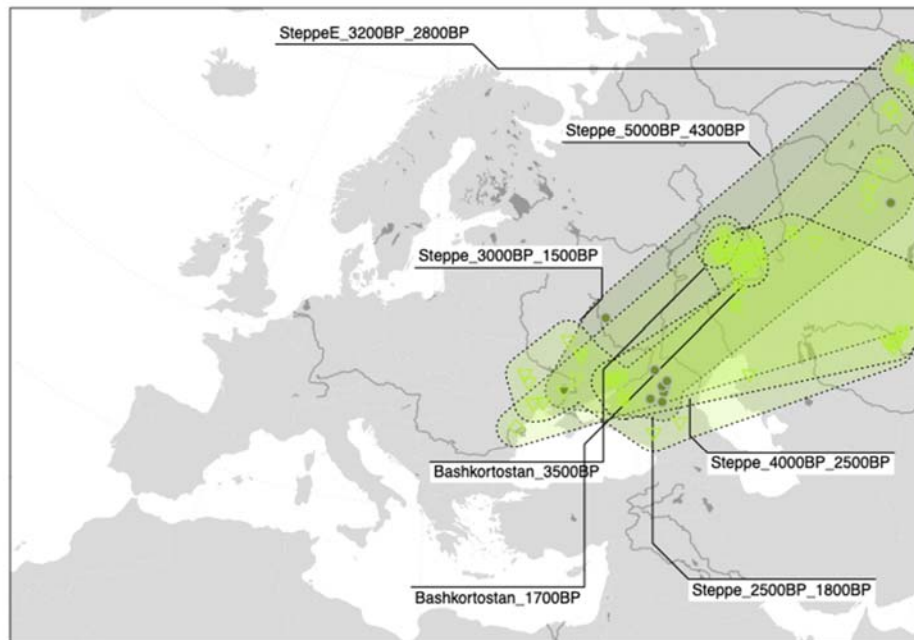 SteppeE_3200BP_2800BP
Steppe_5000BP_4300BP
Steppe_3000BP_1500BP
Bashkortostan_3500BP
Steppe_4000BP_2500BP
Bashkortostan_1700BP
Steppe_2500BP_1800BP